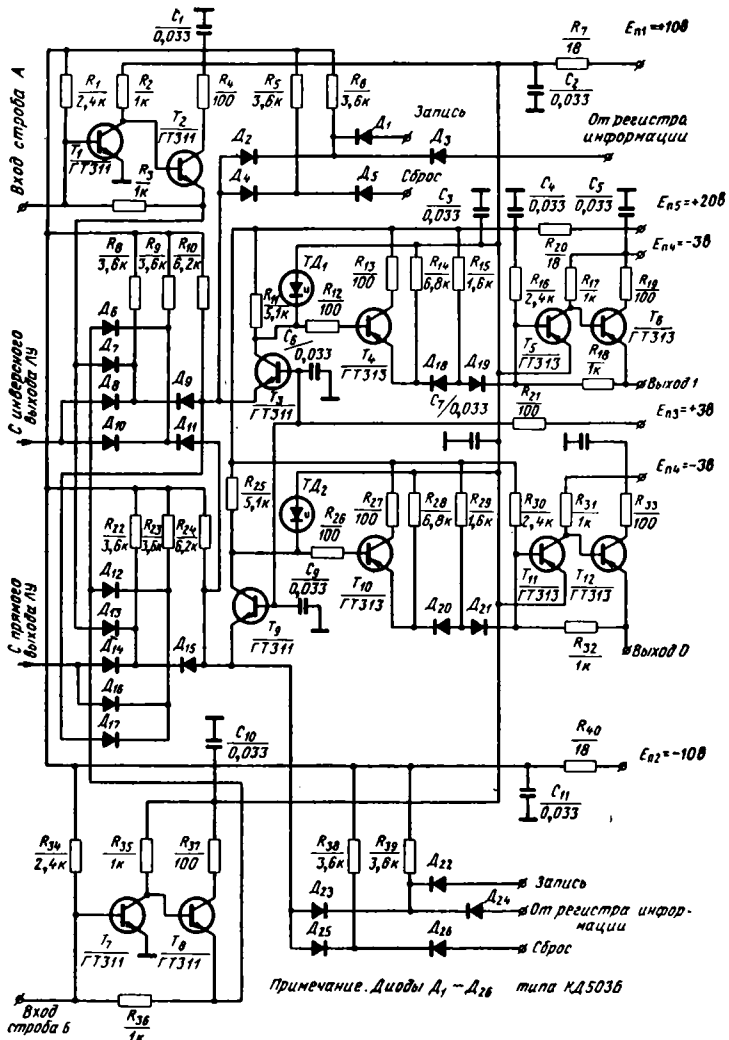 C₁
0,033
R₇
18
Eп1=+10в
Вход строба А
R₁
2,4к
R₂
1к
R₄
100
R₅
3,6к
R₆
3,6к
C₂
0,033
T₂
ГТ311
T₁
ГТ311
R₃
1к
Д₁
Запись
Д₂
Д₃
От регистра
информации
Д₄
Д₅
Сброс
C₃
0,033
C₄
0,033
C₅
0,033
Eп5=+20в
R₂₀
18
Eп4=-3в
R₈
3,6к
R₉
3,6к
R₁₀
6,2к
ТД₁
R₁₃
100
R₁₄
6,8к
R₁₅
1,6к
R₁₆
2,4к
R₁₇
1к
R₁₉
100
R₁₁
5,1к
R₁₂
100
T₆
ГТ313
Д₆
Д₇
C₆
0,033
T₄
ГТ313
T₅
ГТ313
R₁₈
1к
С инверсного
выхода ЛУ
Д₈
Д₉
T₃
ГТ311
Д₁₈
Д₁₉
Выход 1
C₇/0,033
R₂₁
100
Д₁₀
Д₁₁
Eп3=+3в
Eп4=-3в
R₂₅
5,1к
ТД₂
R₂₇
100
R₂₈
6,8к
R₂₉
1,6к
R₃₀
2,4к
R₃₁
1к
R₃₃
100
R₂₂
3,6к
R₂₃
3,6к
R₂₄
6,2к
R₂₆
100
T₁₀
ГТ313
T₁₁
ГТ313
T₁₂
ГТ313
С прямого
выхода ЛУ
Д₁₂
C₉
0,033
Д₁₃
T₉
ГТ311
Д₂₀
Д₂₁
Д₁₄
Д₁₅
R₃₂
1к
Выход 0
Д₁₆
Д₁₇
C₁₀
0,033
R₄₀
18
Eп2=-10в
C₁₁
0,033
R₃₄
2,4к
R₃₅
1к
R₃₇
100
R₃₈
3,6к
R₃₉
3,6к
Д₂₂
Запись
Д₂₃
Д₂₄
От регистра инфор-
мации
T₇
ГТ311
T₈
ГТ311
Д₂₅
Д₂₆
Сброс
Примечание. Диоды Д₁ ~ Д₂₆ типа КД503Б
Вход
строба Б
R₃₆
1к